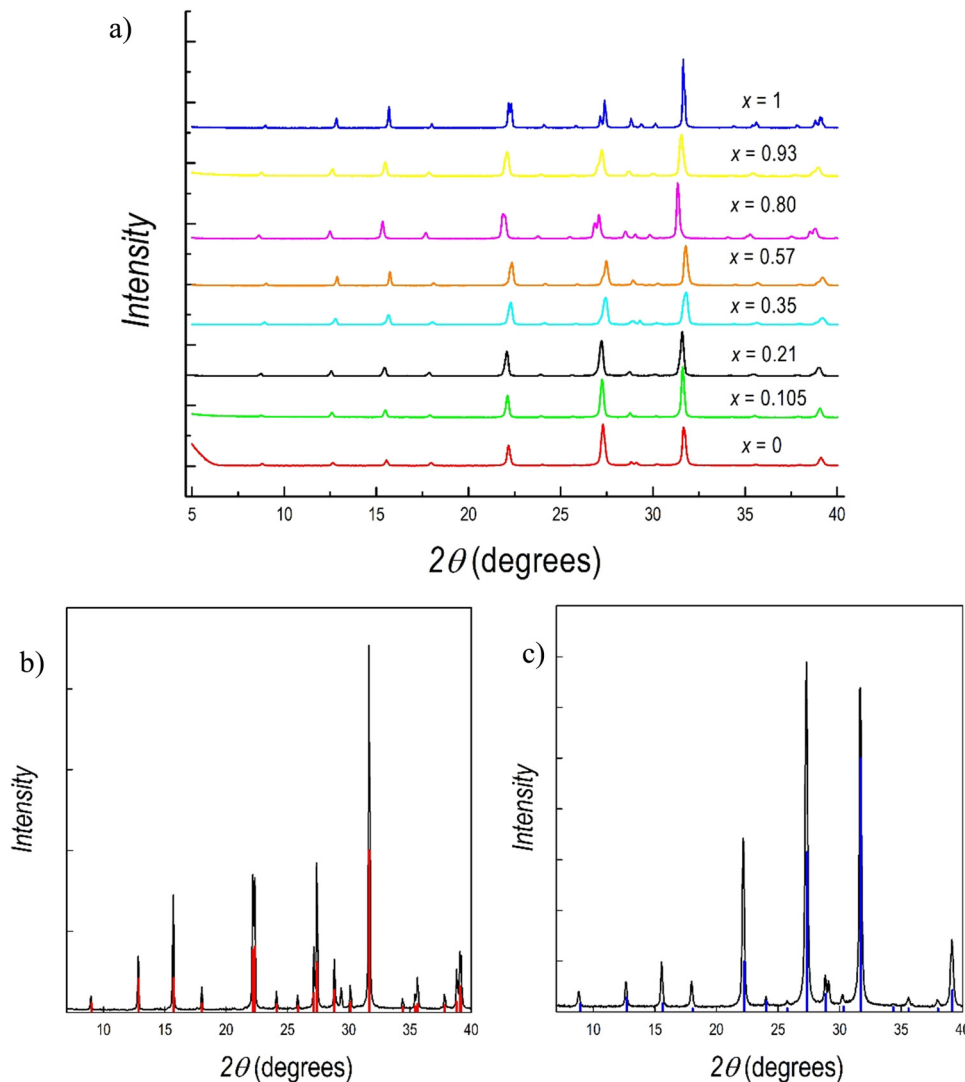 a)
Intensity
x = 1
x = 0.93
x = 0.80
x = 0.57
x = 0.35
x = 0.21
x = 0.105
x = 0
5 10 15 20 25 30 35 40
2θ (degrees)
b)
Intensity
10 15 20 25 30 35 40
2θ (degrees)
c)
Intensity
10 15 20 25 30 35 40
2θ (degrees)